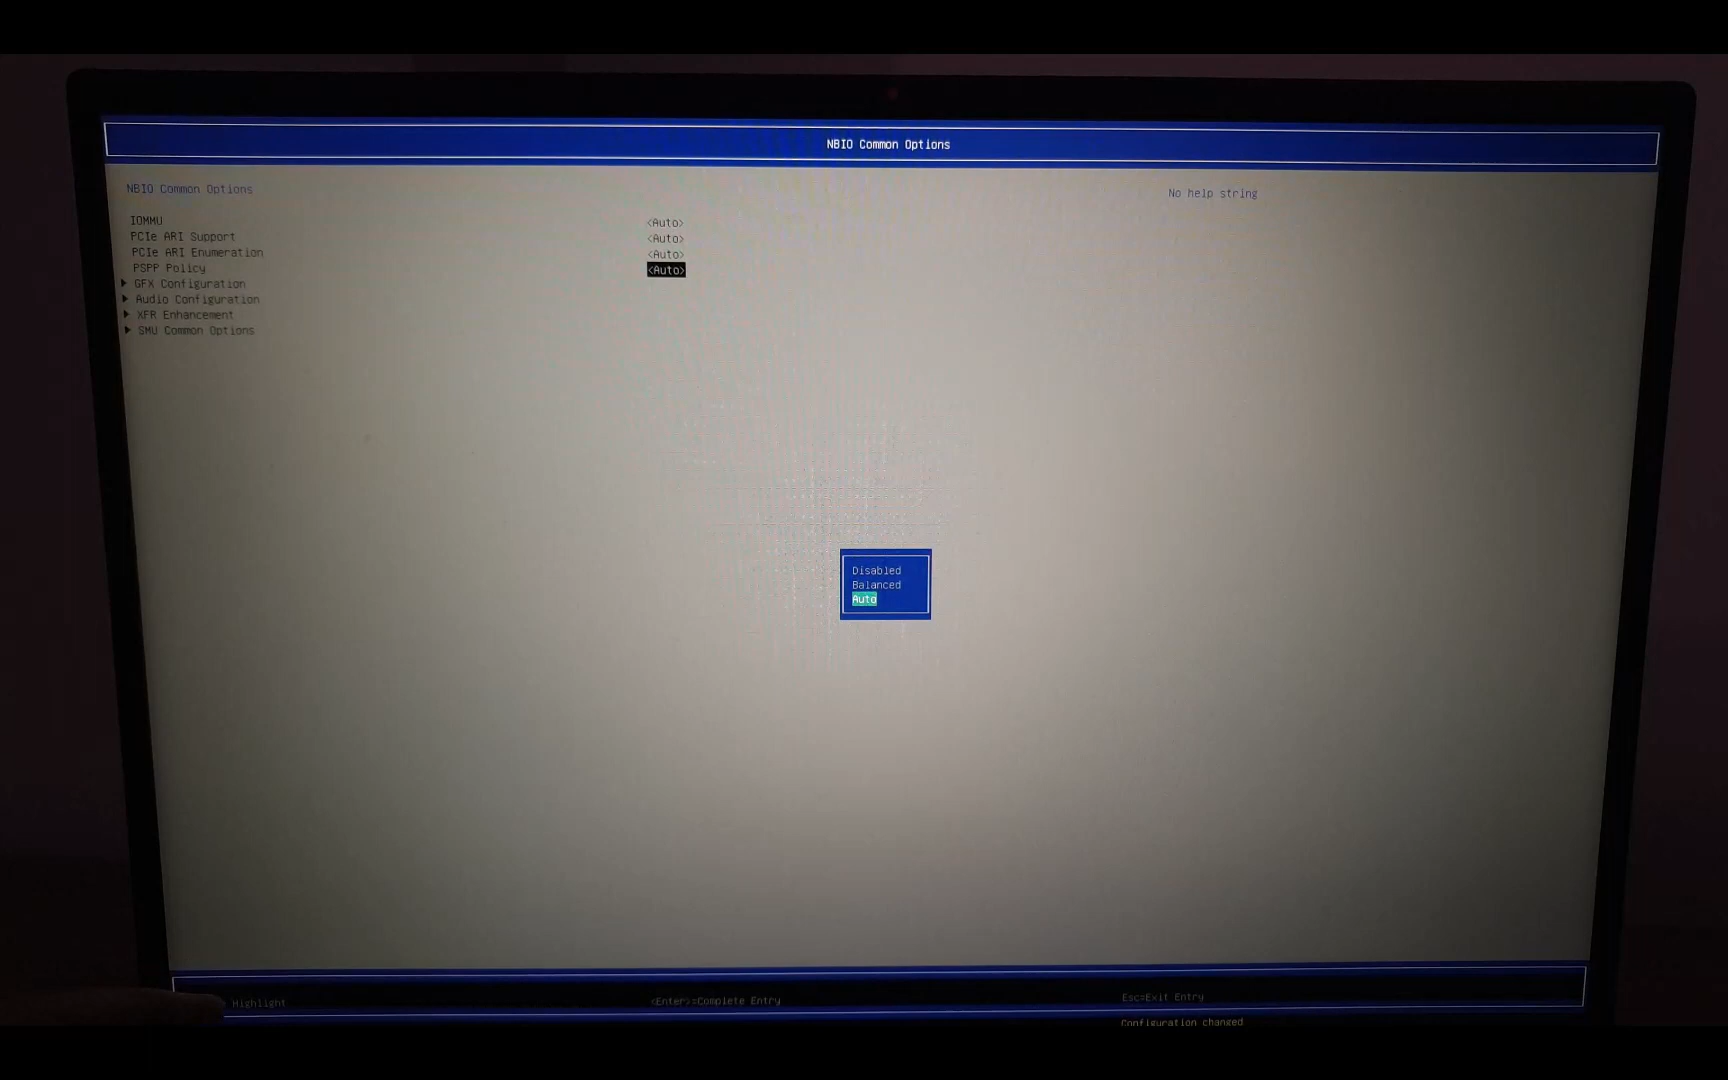 NBIO Common Options
NBIO Common Options
No help string
IOMMU <Auto>
PCIe ARI Support <Auto>
PCIe ARI Enumeration <Auto>
PSPP Policy <Auto>
GFX Configuration
Audio Configuration
XFR Enhancement
SMU Common Options
Disabled
Balanced
Auto
Highlight <Enter>=Complete Entry Esc=Exit Entry
Configuration changed